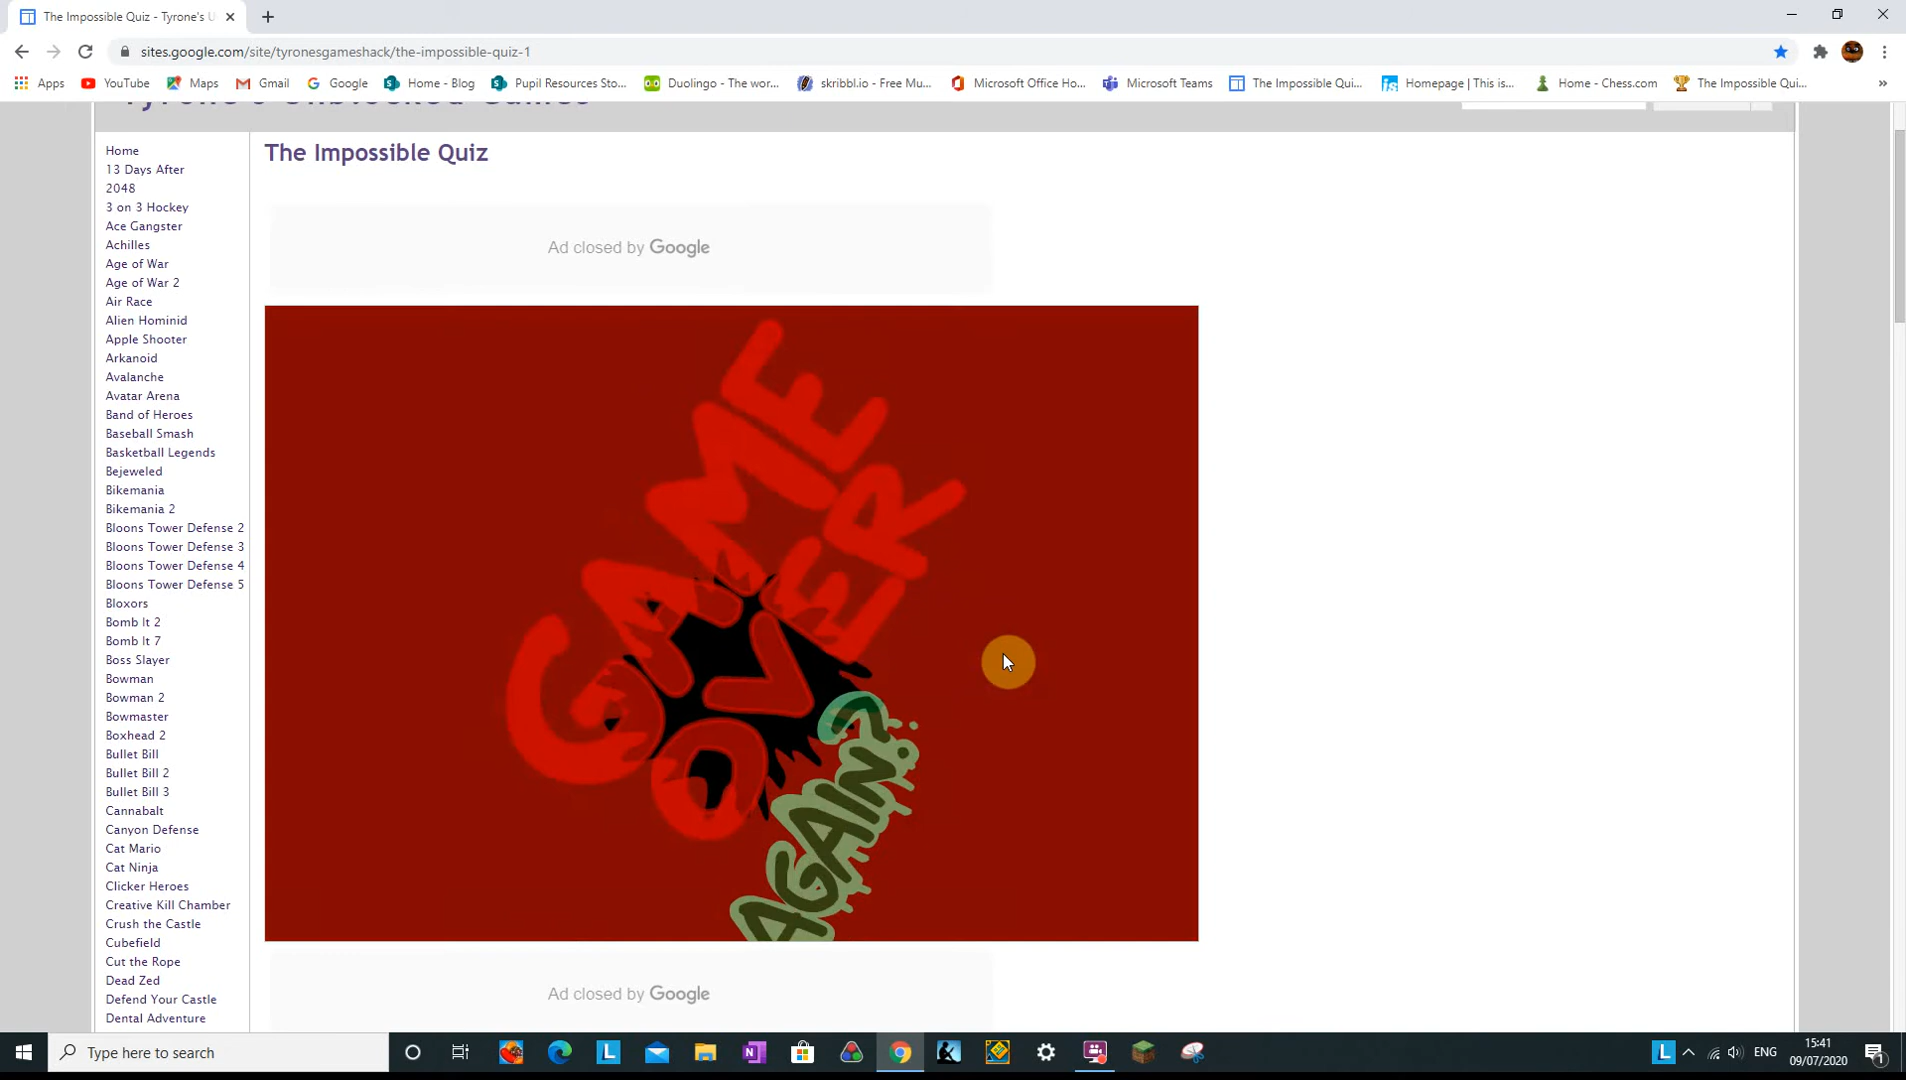 The Impossible Quiz - Tyrone's U
sites.google.com/site/tyronesgameshack/the-impossible-quiz-1
Apps YouTube Maps Gmail Google Home - Blog Pupil Resources Sto... Duolingo - The wor... skribbl.io - Free Mu... Microsoft Office Ho... Microsoft Teams The Impossible Qui... Homepage | This is... Home - Chess.com The Impossible Qui... »
Tyrone's Unblocked Games
Home
13 Days After
2048
3 on 3 Hockey
Ace Gangster
Achilles
Age of War
Age of War 2
Air Race
Alien Hominid
Apple Shooter
Arkanoid
Avalanche
Avatar Arena
Band of Heroes
Baseball Smash
Basketball Legends
Bejeweled
Bikemania
Bikemania 2
Bloons Tower Defense 2
Bloons Tower Defense 3
Bloons Tower Defense 4
Bloons Tower Defense 5
Bloxors
Bomb It 2
Bomb It 7
Boss Slayer
Bowman
Bowman 2
Bowmaster
Boxhead 2
Bullet Bill
Bullet Bill 2
Bullet Bill 3
Cannabalt
Canyon Defense
Cat Mario
Cat Ninja
Clicker Heroes
Creative Kill Chamber
Crush the Castle
Cubefield
Cut the Rope
Dead Zed
Defend Your Castle
Dental Adventure
The Impossible Quiz
Ad closed by Google
GAME
OVER
AGAIN?
Ad closed by Google
Type here to search
ENG
15:41
09/07/2020